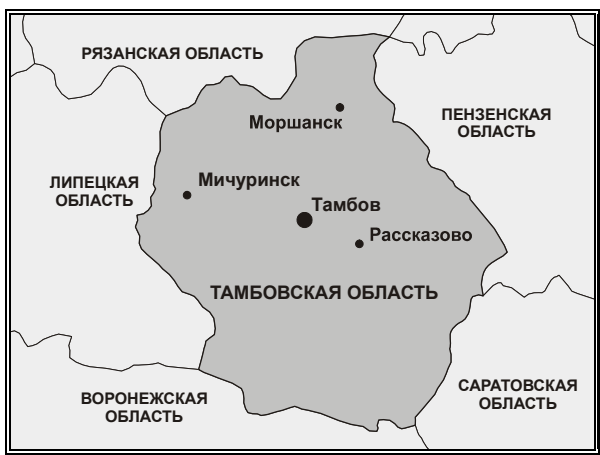 РЯЗАНСКАЯ ОБЛАСТЬ
Моршанск
ПЕНЗЕНСКАЯ
ОБЛАСТЬ
ЛИПЕЦКАЯ
ОБЛАСТЬ
Мичуринск
Тамбов
Рассказово
ТАМБОВСКАЯ ОБЛАСТЬ
ВОРОНЕЖСКАЯ
ОБЛАСТЬ
САРАТОВСКАЯ
ОБЛАСТЬ